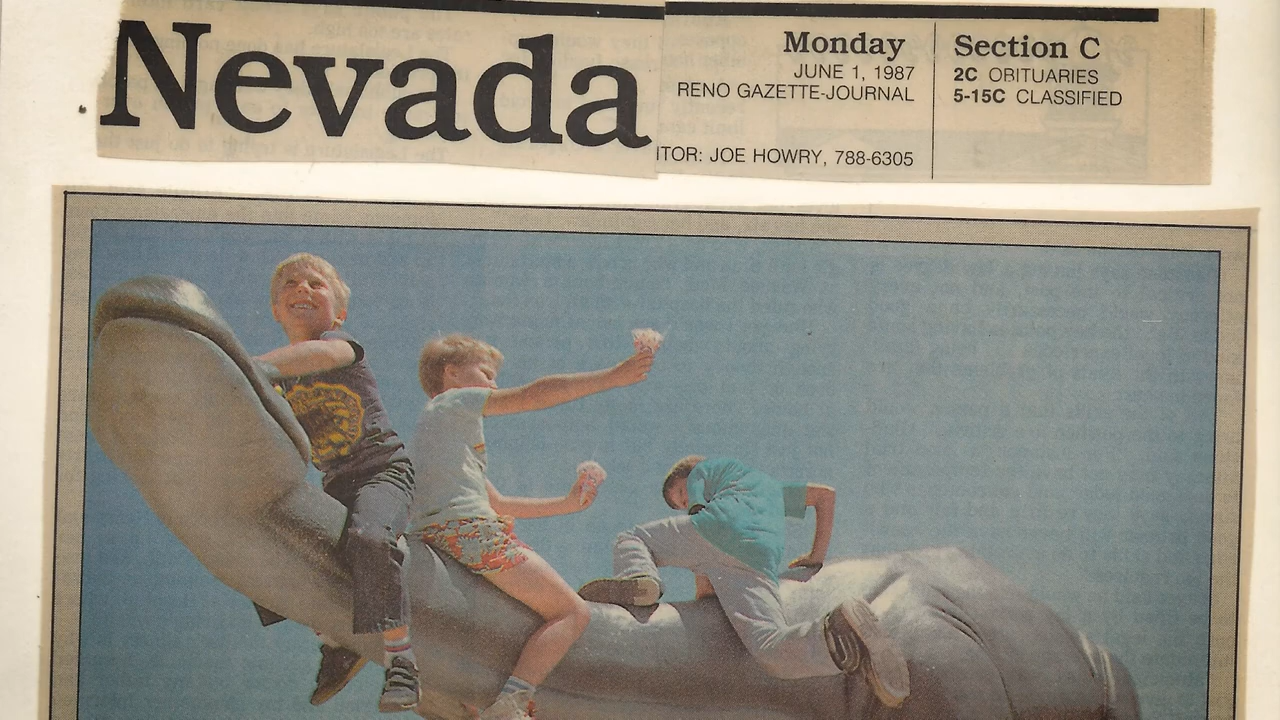 Nevada
Monday
JUNE 1, 1987
RENO GAZETTE-JOURNAL
ITOR: JOE HOWRY, 788-6305
Section C
2C OBITUARIES
5-15C CLASSIFIED